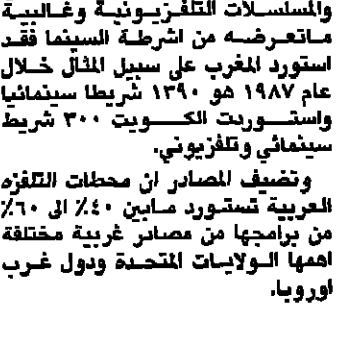 والمسلسلات التلفزيونية وغالبية
ماتعرضه من اشرطة السينما فقد
استورد المغرب على سبيل المثال خلال
عام ١٩٨٧ هو ١٣٩٠ شريطا سينمائيا
واستوردت الكويت ٣٠٠ شريط
سينمائي وتلفزيوني.
وتضيف المصادر ان محطات التلفزه
العربية تستورد مابين ٤٠٪ الى ٦٠٪
من برامجها من مصادر غربية مختلفة
اهمها الولايات المتحدة ودول غرب
اوروبا.